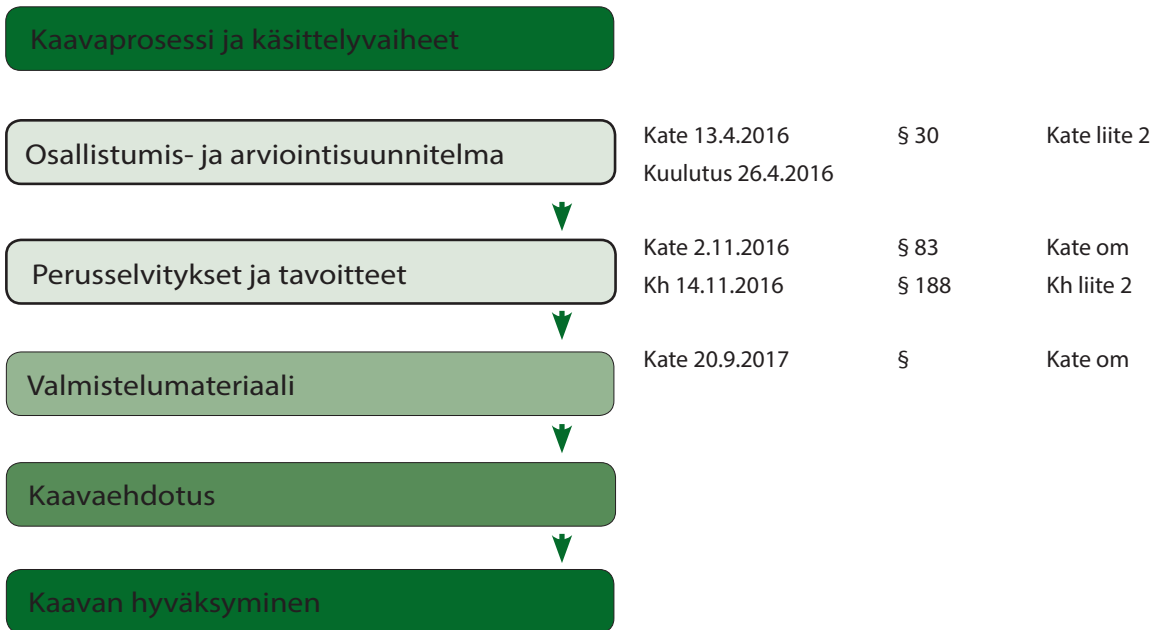 Kaavaprosessi ja käsittelyvaiheet
Osallistumis- ja arviointisuunnitelma
Kate 13.4.2016 § 30 Kate liite 2
Kuulutus 26.4.2016
Perusselvitykset ja tavoitteet
Kate 2.11.2016 § 83 Kate om
Kh 14.11.2016 § 188 Kh liite 2
Valmistelumateriaali
Kate 20.9.2017 § Kate om
Kaavaehdotus
Kaavan hyväksyminen